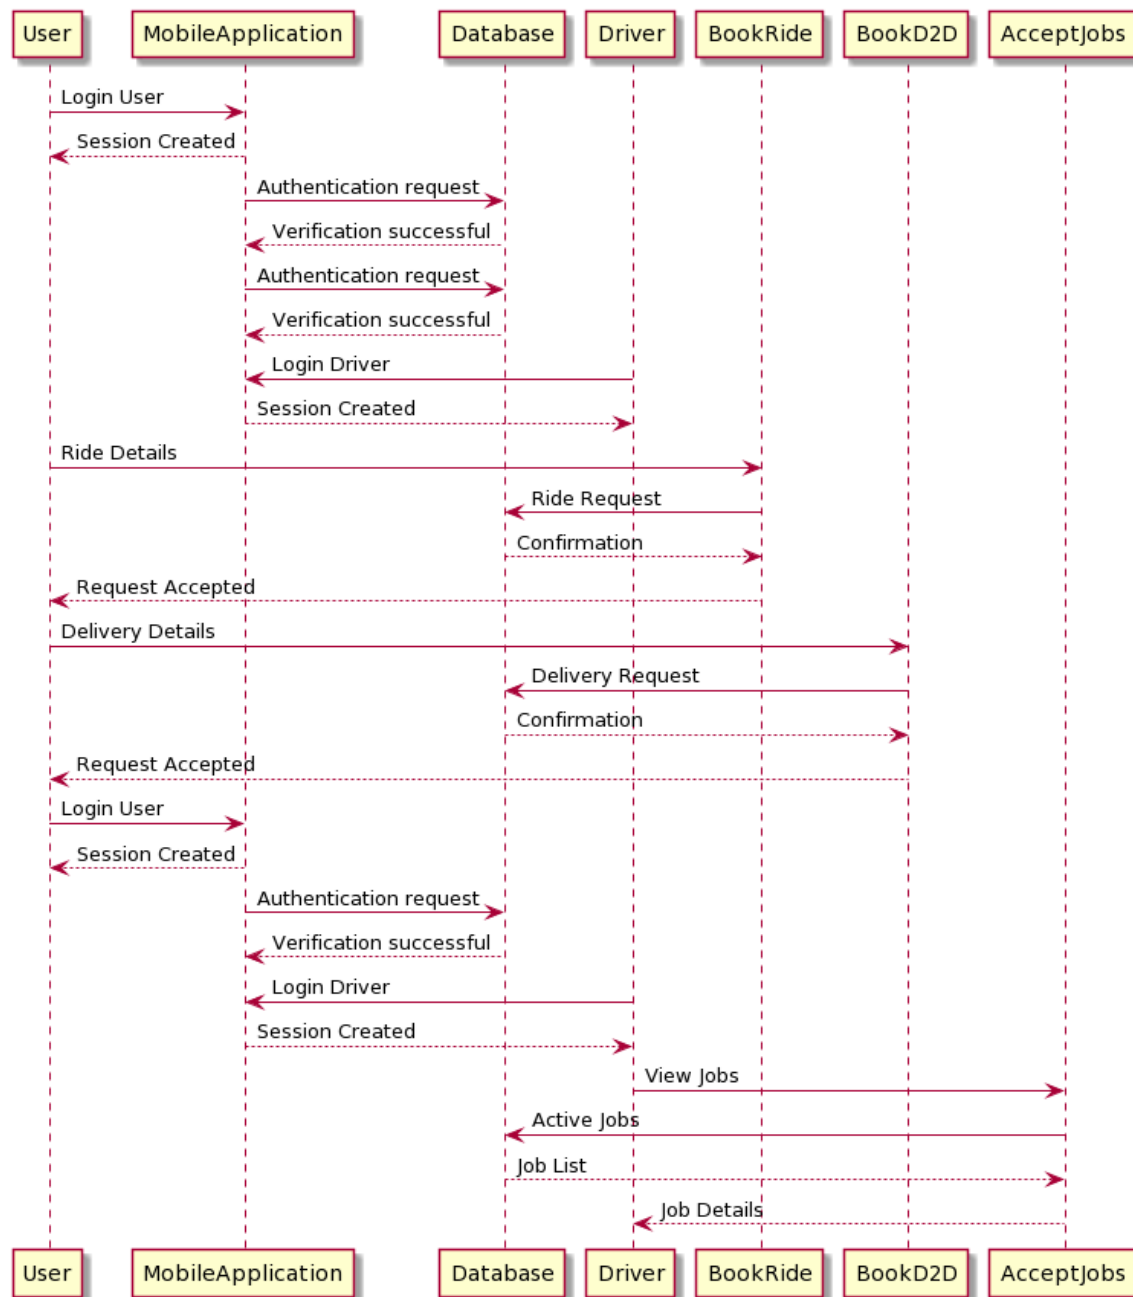 User MobileApplication Database Driver BookRide BookD2D AcceptJobs
Login User
Session Created
Authentication request
Verification successful
Authentication request
Verification successful
Login Driver
Session Created
Ride Details
Ride Request
Confirmation
Request Accepted
Delivery Details
Delivery Request
Confirmation
Request Accepted
Login User
Session Created
Authentication request
Verification successful
Login Driver
Session Created
View Jobs
Active Jobs
Job List
Job Details
User MobileApplication Database Driver BookRide BookD2D AcceptJobs